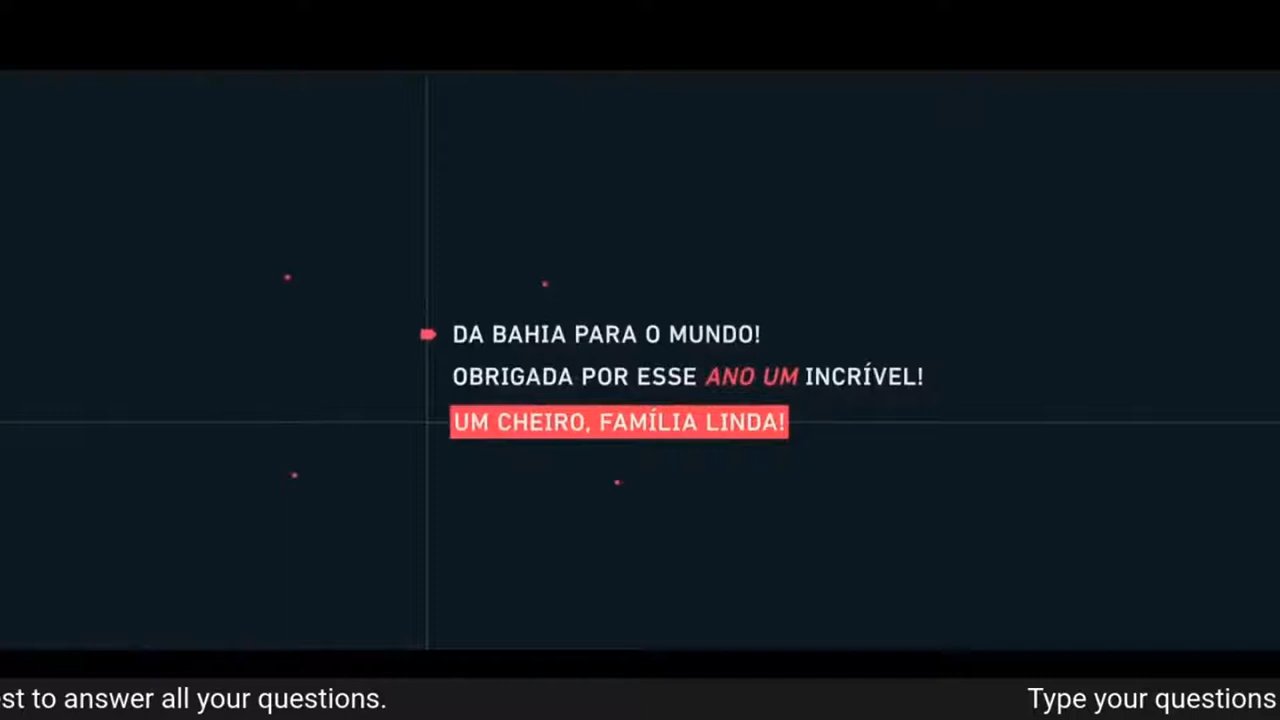 DA BAHIA PARA O MUNDO!
OBRIGADA POR ESSE ANO UM INCRÍVEL!
UM CHEIRO, FAMÍLIA LINDA!
to answer all your questions.
Type your questions